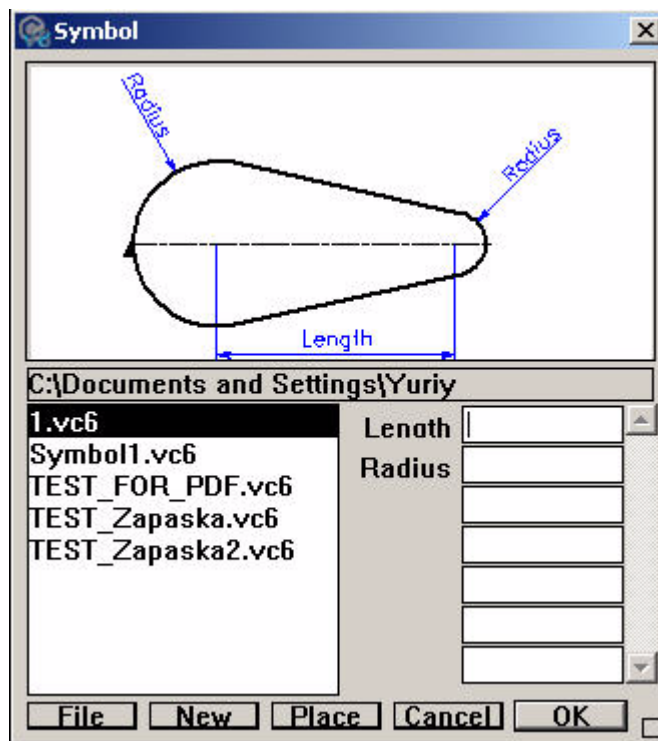 Symbol
Radius
Radius
Length
C:\Documents and Settings\Yuriy
1.vc6
Symbol1.vc6
TEST_FOR_PDF.vc6
TEST_Zapaska.vc6
TEST_Zapaska2.vc6
Length
Radius
File New Place Cancel OK